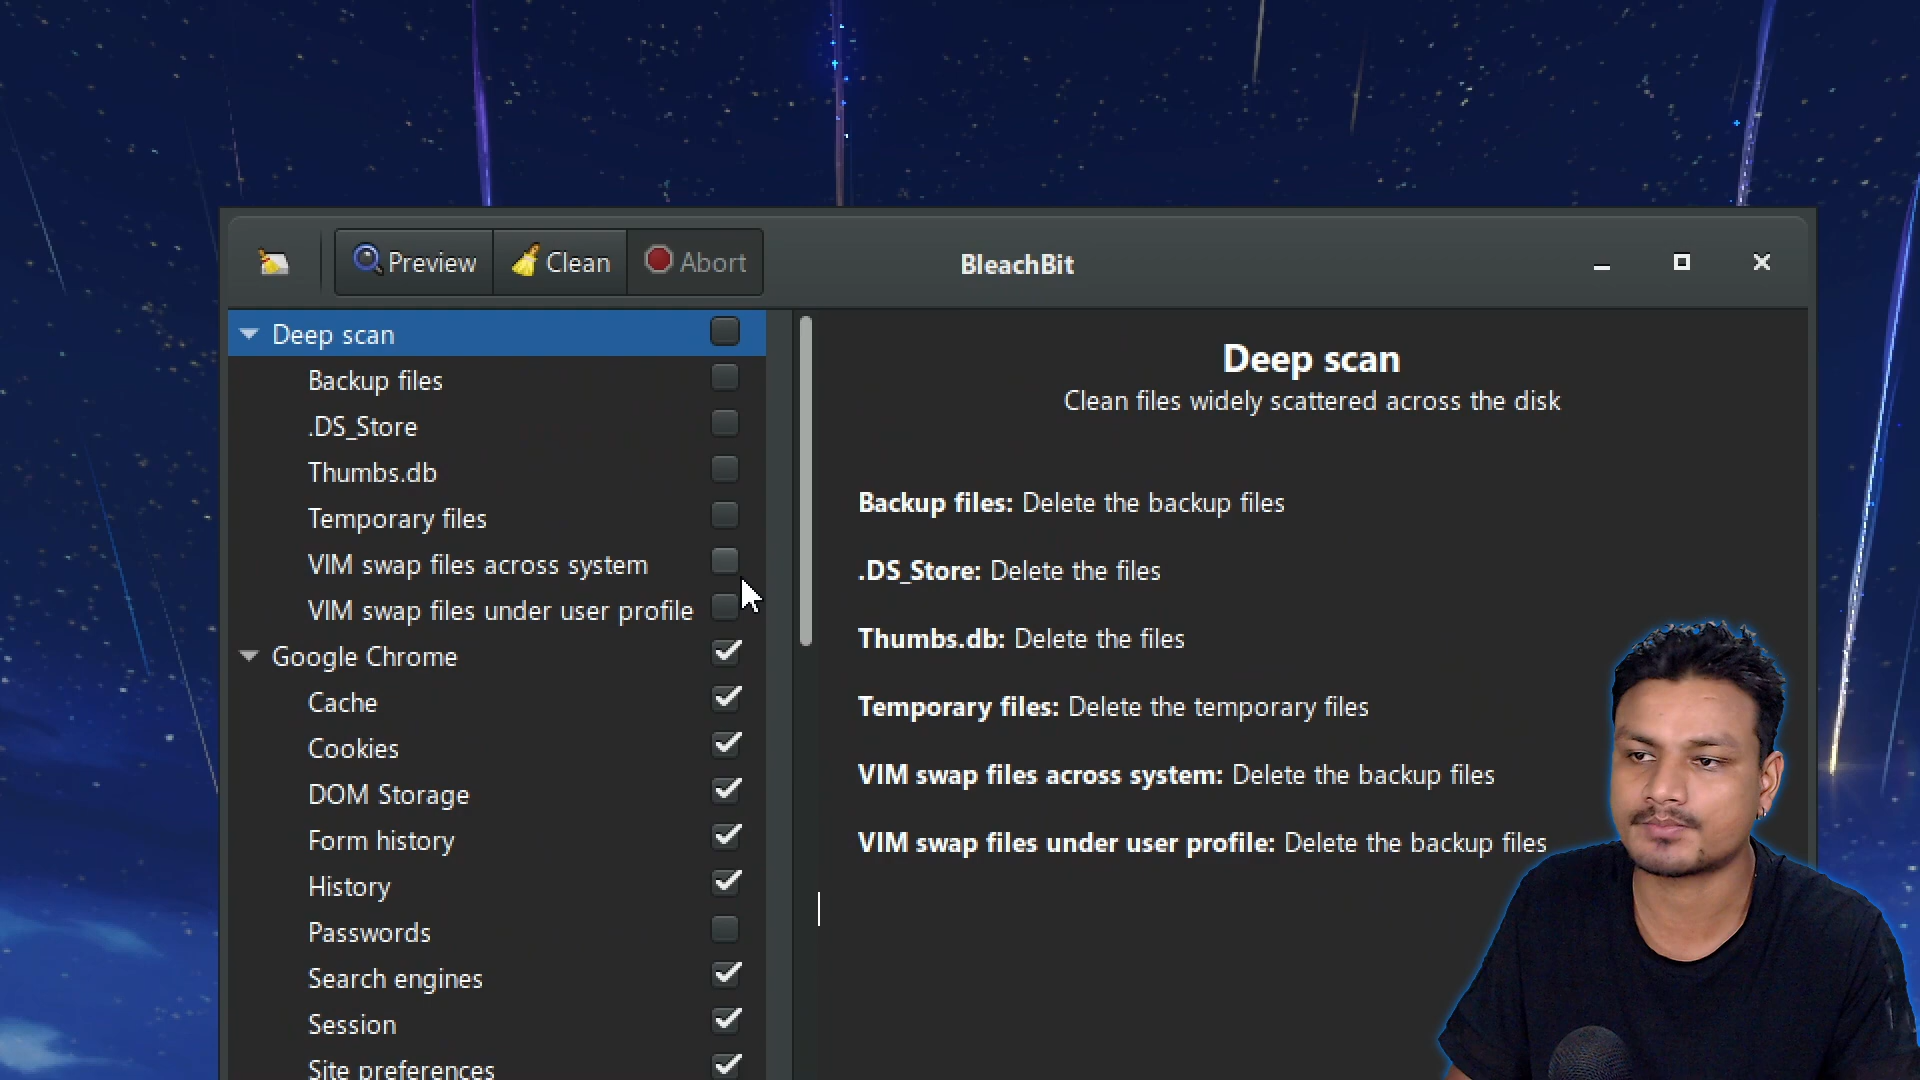 Preview
Clean
Abort
BleachBit
Deep scan
Backup files
.DS_Store
Thumbs.db
Temporary files
VIM swap files across system
VIM swap files under user profile
Google Chrome
Cache
Cookies
DOM Storage
Form history
History
Passwords
Search engines
Session
Site preferences
Deep scan
Clean files widely scattered across the disk
Backup files: Delete the backup files
.DS_Store: Delete the files
Thumbs.db: Delete the files
Temporary files: Delete the temporary files
VIM swap files across system: Delete the backup files
VIM swap files under user profile: Delete the backup files